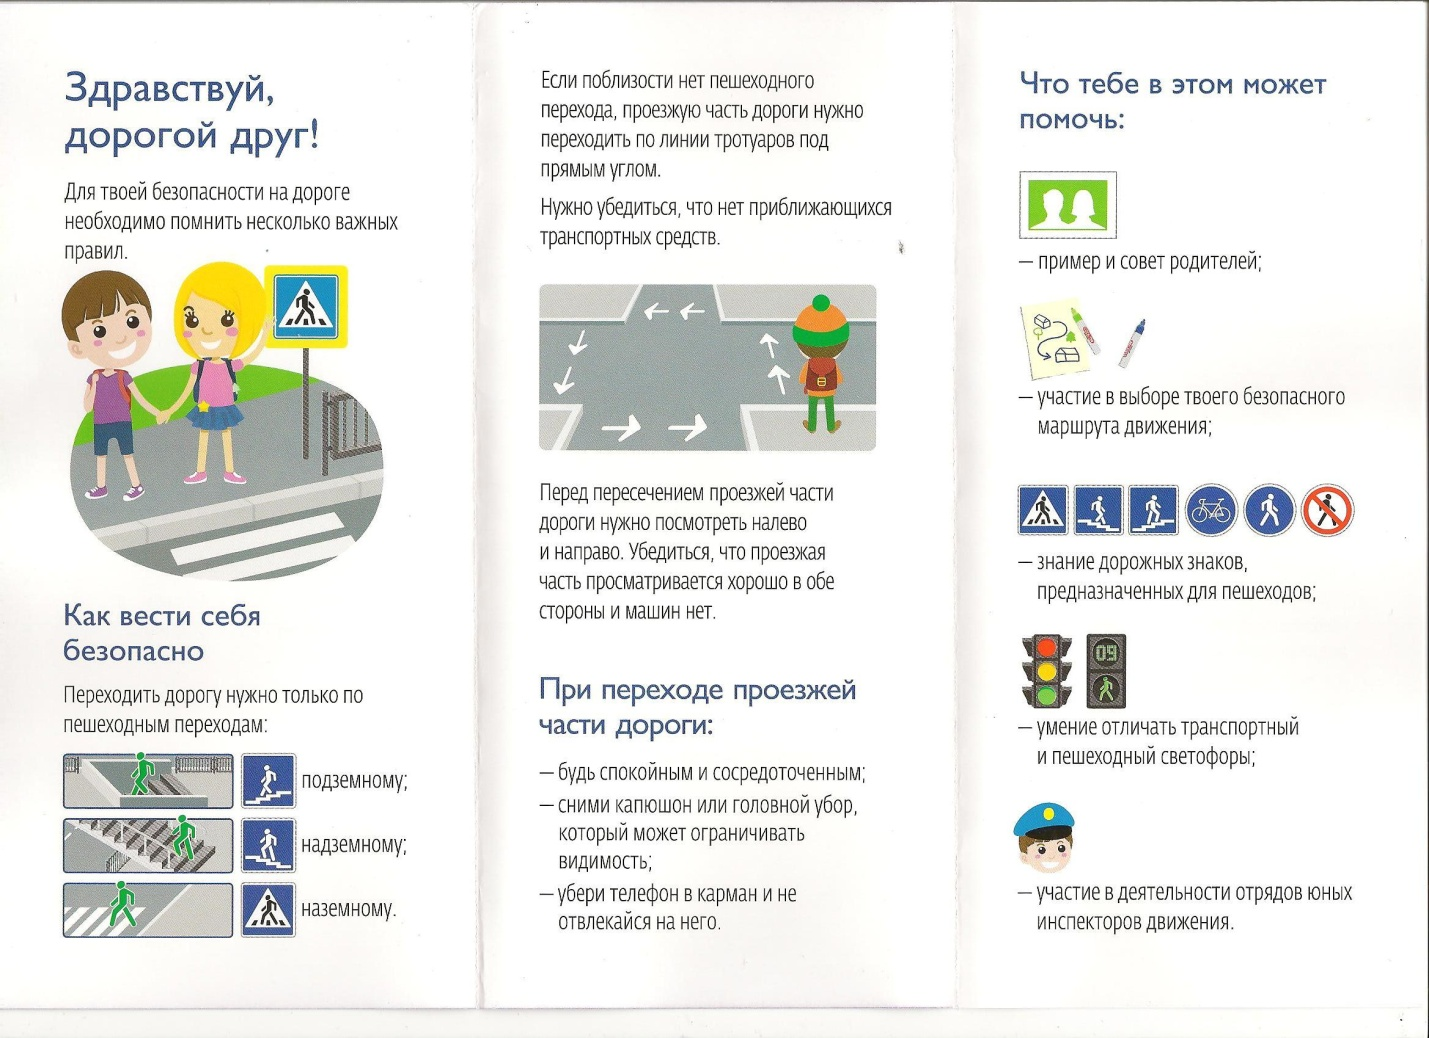 Здравствуй,
дорогой друг!
Для твоей безопасности на дороге
необходимо помнить несколько важных
правил.
Как вести себя
безопасно
Переходить дорогу нужно только по
пешеходным переходам:
подземному;
надземному;
наземному.
Если поблизости нет пешеходного
перехода, проезжую часть дороги нужно
переходить по линии тротуаров под
прямым углом.
Нужно убедиться, что нет приближающихся
транспортных средств.
Перед пересечением проезжей части
дороги нужно посмотреть налево
и направо. Убедиться, что проезжая
часть просматривается хорошо в обе
стороны и машин нет.
При переходе проезжей
части дороги:
— будь спокойным и сосредоточенным;
— сними капюшон или головной убор,
который может ограничивать
видимость;
— убери телефон в карман и не
отвлекайся на него.
Что тебе в этом может
помочь:
— пример и совет родителей;
— участие в выборе твоего безопасного
маршрута движения;
— знание дорожных знаков,
предназначенных для пешеходов;
09
— умение отличать транспортный
и пешеходный светофоры;
— участие в деятельности отрядов юных
инспекторов движения.